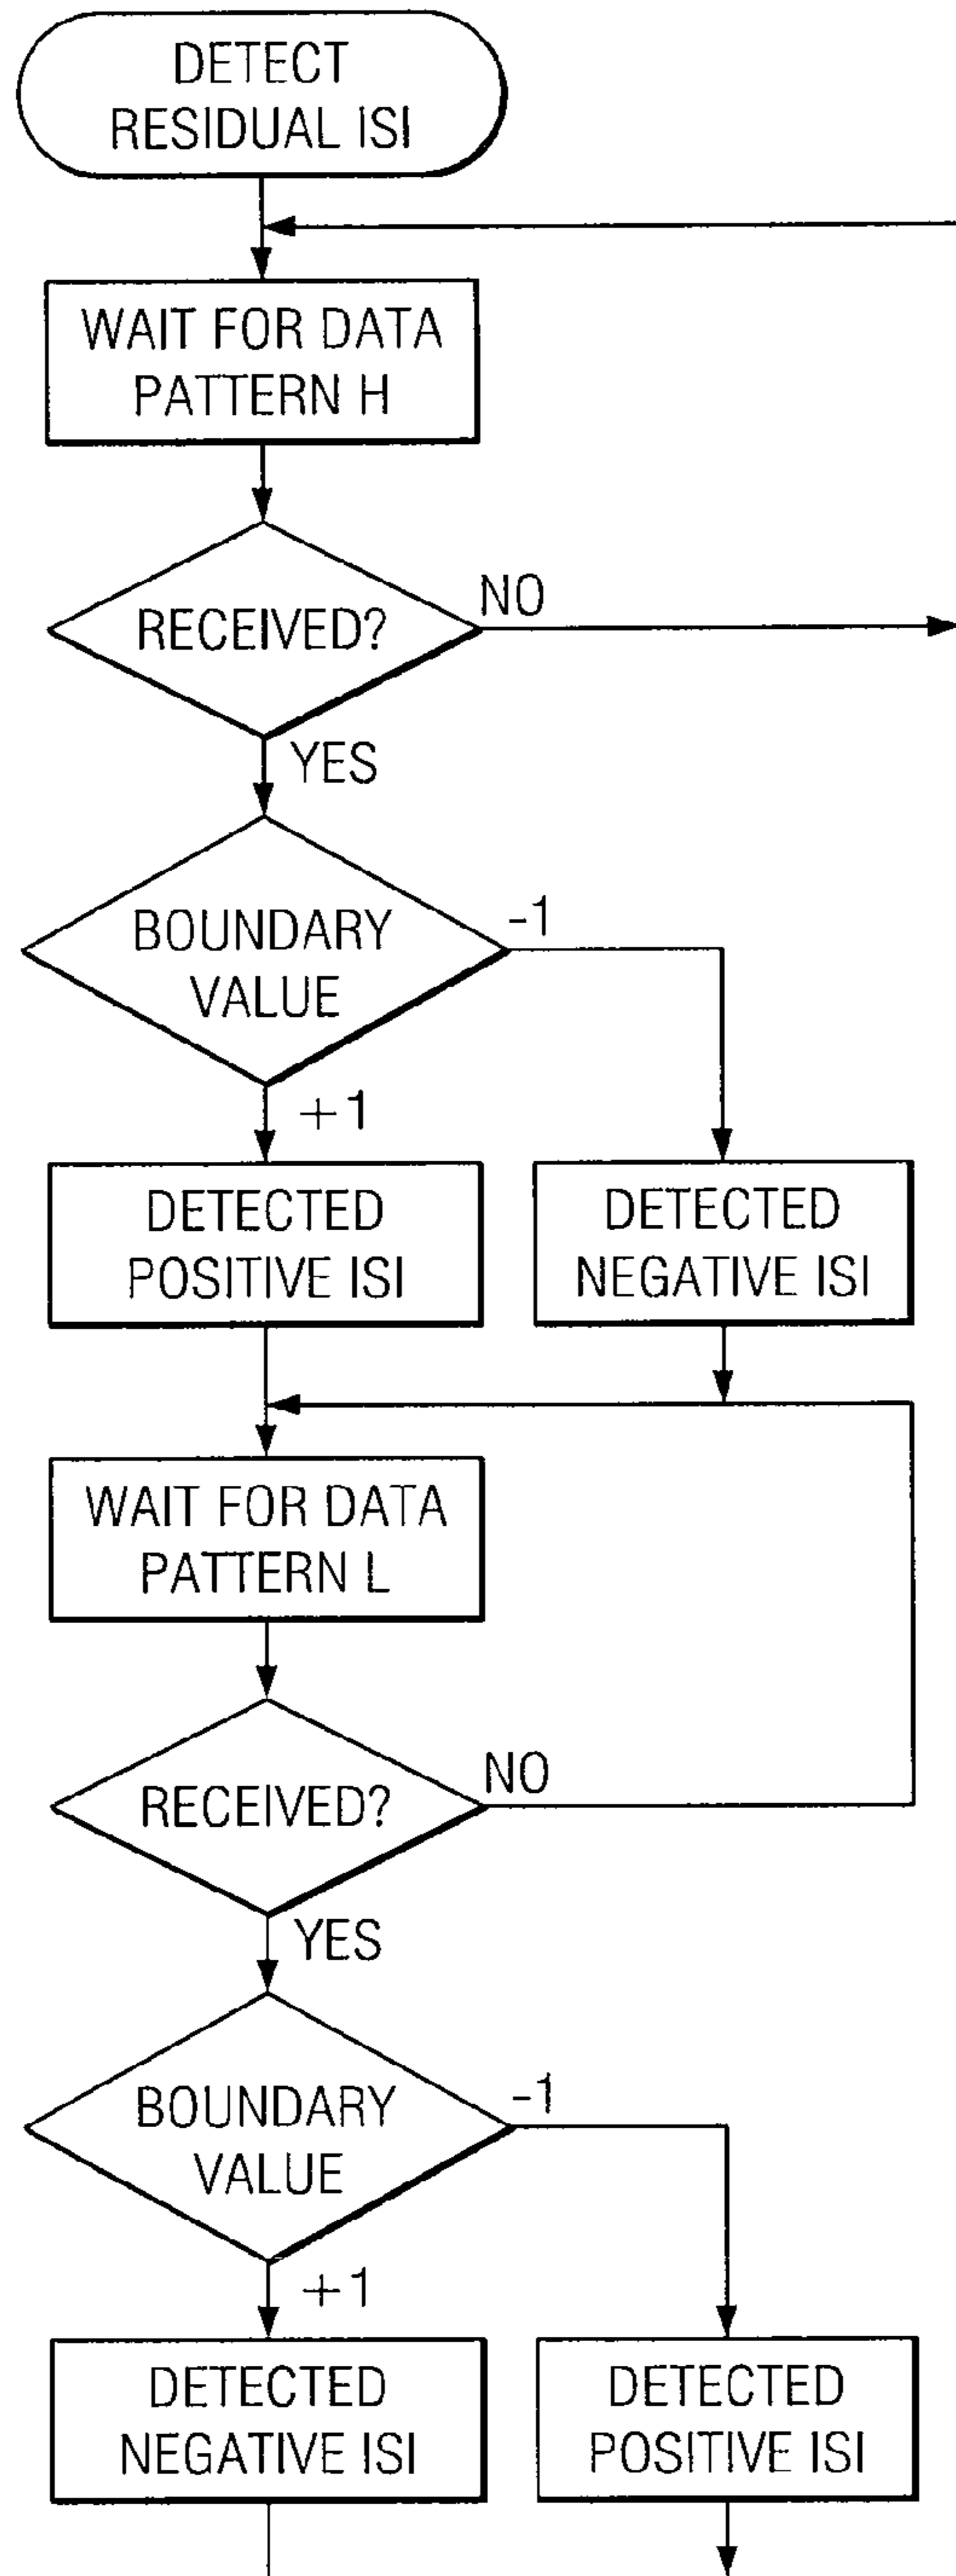 DETECT
RESIDUAL ISI
WAIT FOR DATA
PATTERN H
RECEIVED?
NO
YES
BOUNDARY
VALUE
-1
+1
DETECTED
POSITIVE ISI
DETECTED
NEGATIVE ISI
WAIT FOR DATA
PATTERN L
RECEIVED?
NO
YES
BOUNDARY
VALUE
-1
+1
DETECTED
NEGATIVE ISI
DETECTED
POSITIVE ISI